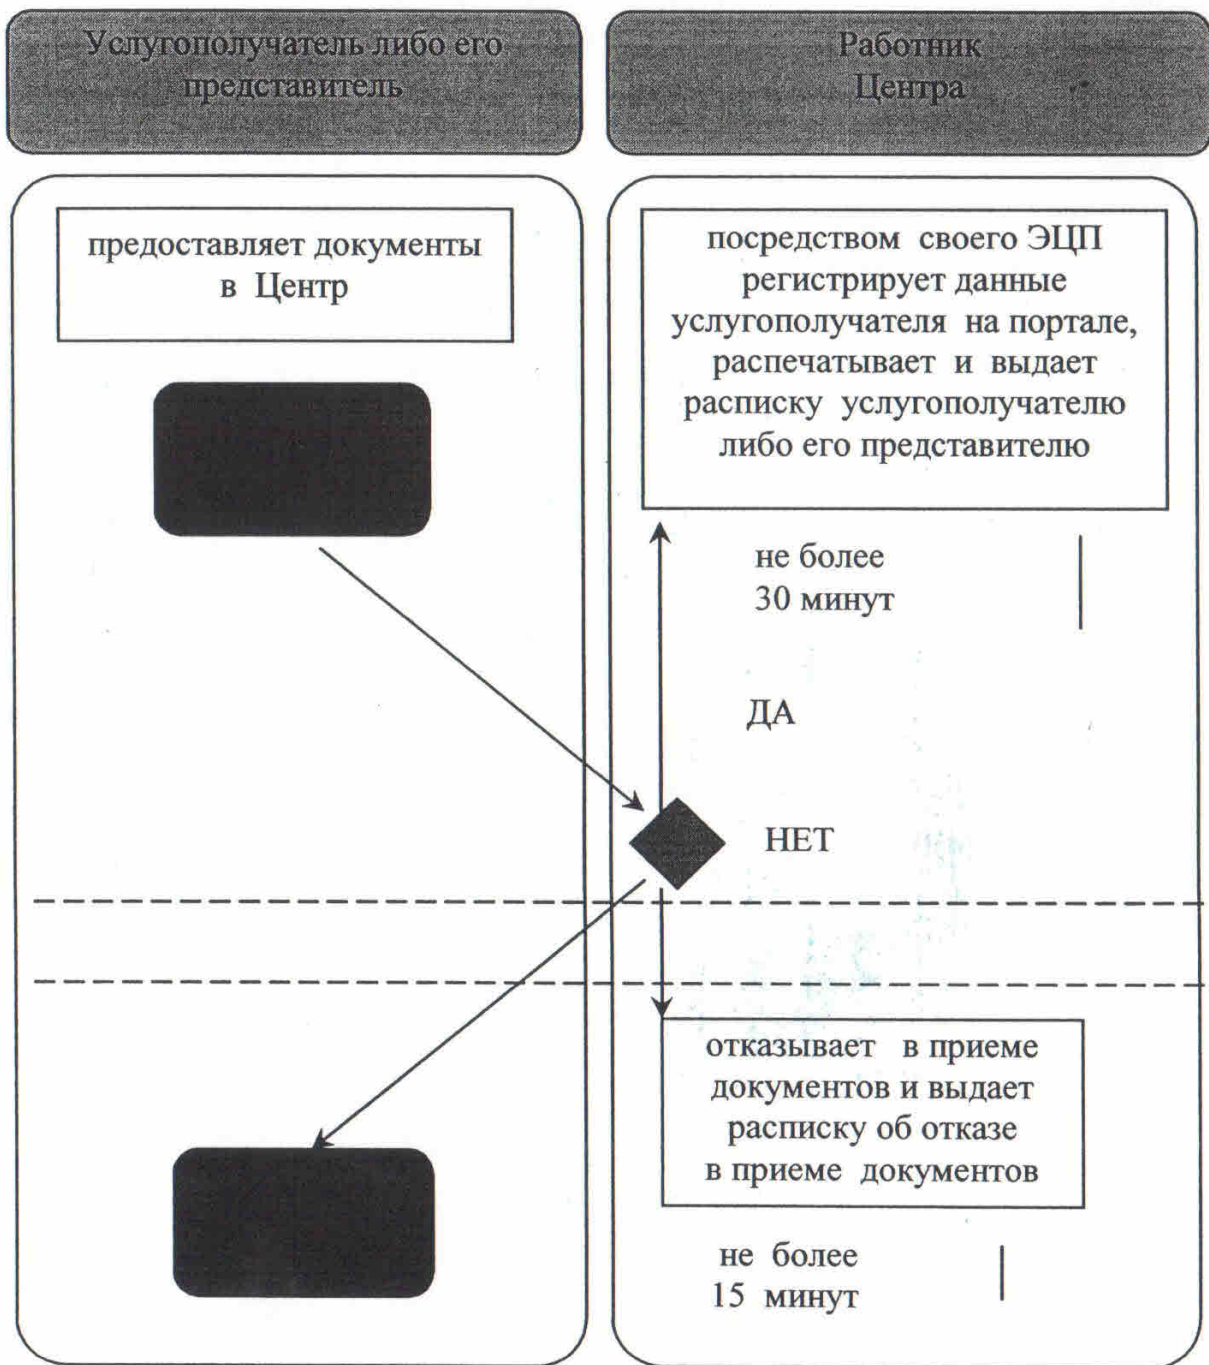 Услугополучатель либо его
представитель
Работник
Центра
предоставляет документы
в Центр
посредством своего ЭЦП
регистрирует данные
услугополучателя на портале,
распечатывает и выдает
расписку услугополучателю
либо его представителю
не более
30 минут
ДА
НЕТ
отказывает в приеме
документов и выдает
расписку об отказе
в приеме документов
не более
15 минут